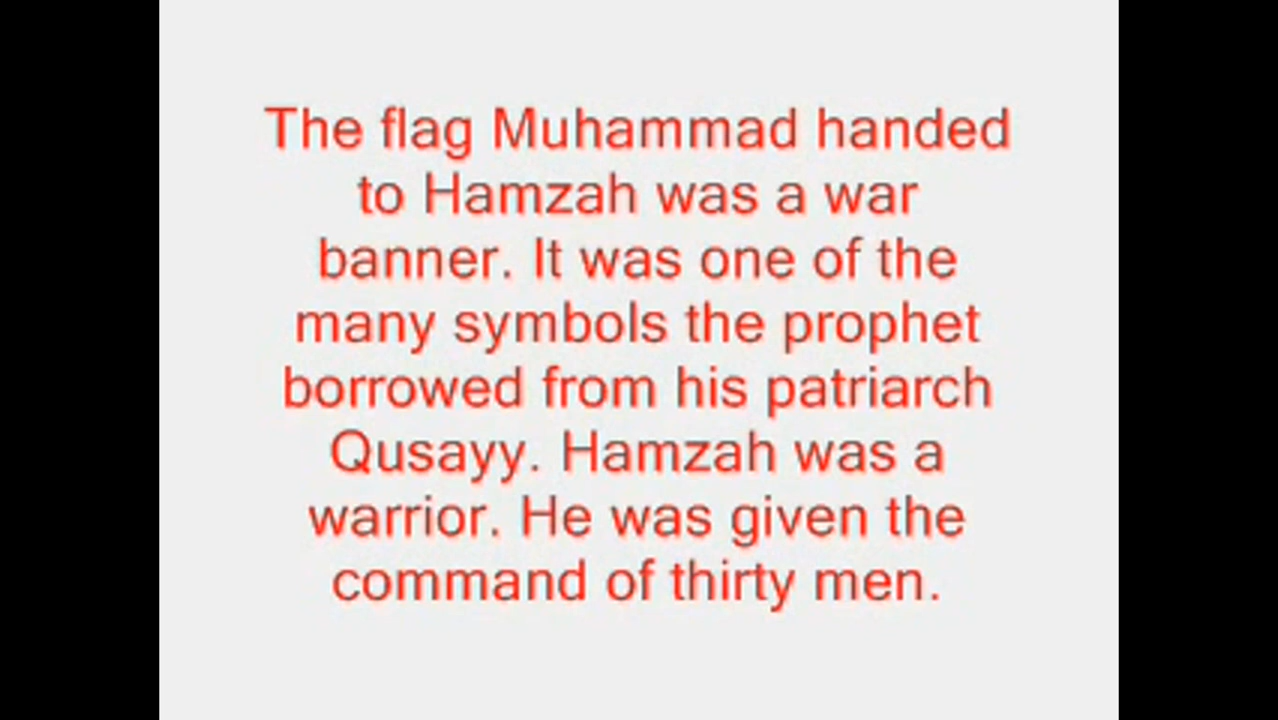 The flag Muhammad handed
to Hamzah was a war
banner. It was one of the
many symbols the prophet
borrowed from his patriarch
Qusayy. Hamzah was a
warrior. He was given the
command of thirty men.